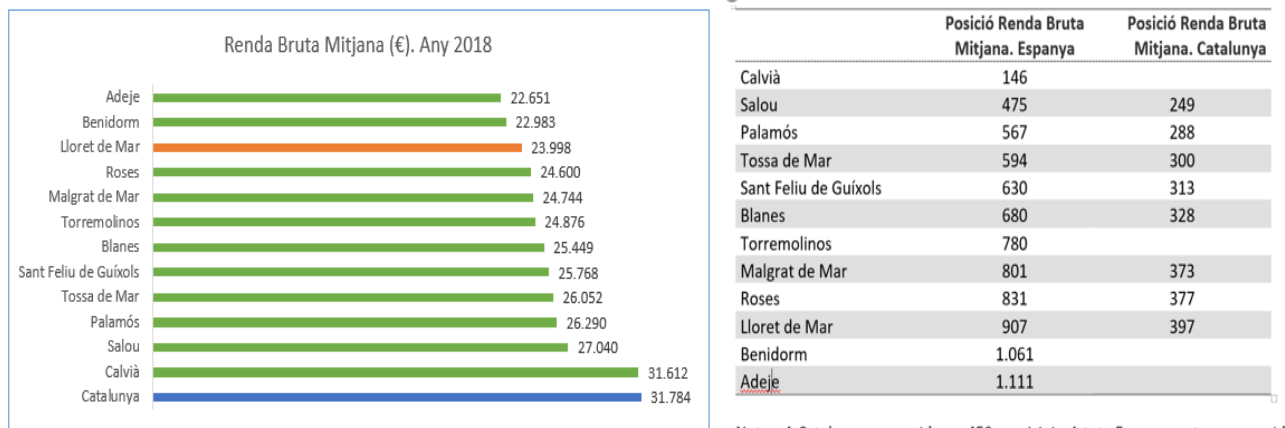 Renda Bruta Mitjana (€). Any 2018
Adeje 22.651
Benidorm 22.983
Lloret de Mar 23.998
Roses 24.600
Malgrat de Mar 24.744
Torremolinos 24.876
Blanes 25.449
Sant Feliu de Guíxols 25.768
Tossa de Mar 26.052
Palamós 26.290
Salou 27.040
Calvià 31.612
Catalunya 31.784
Posició Renda Bruta Posició Renda Bruta
Mitjana. Espanya Mitjana. Catalunya
Calvià 146
Salou 475 249
Palamós 567 288
Tossa de Mar 594 300
Sant Feliu de Guíxols 630 313
Blanes 680 328
Torremolinos 780
Malgrat de Mar 801 373
Roses 831 377
Lloret de Mar 907 397
Benidorm 1.061
Adeje 1.111